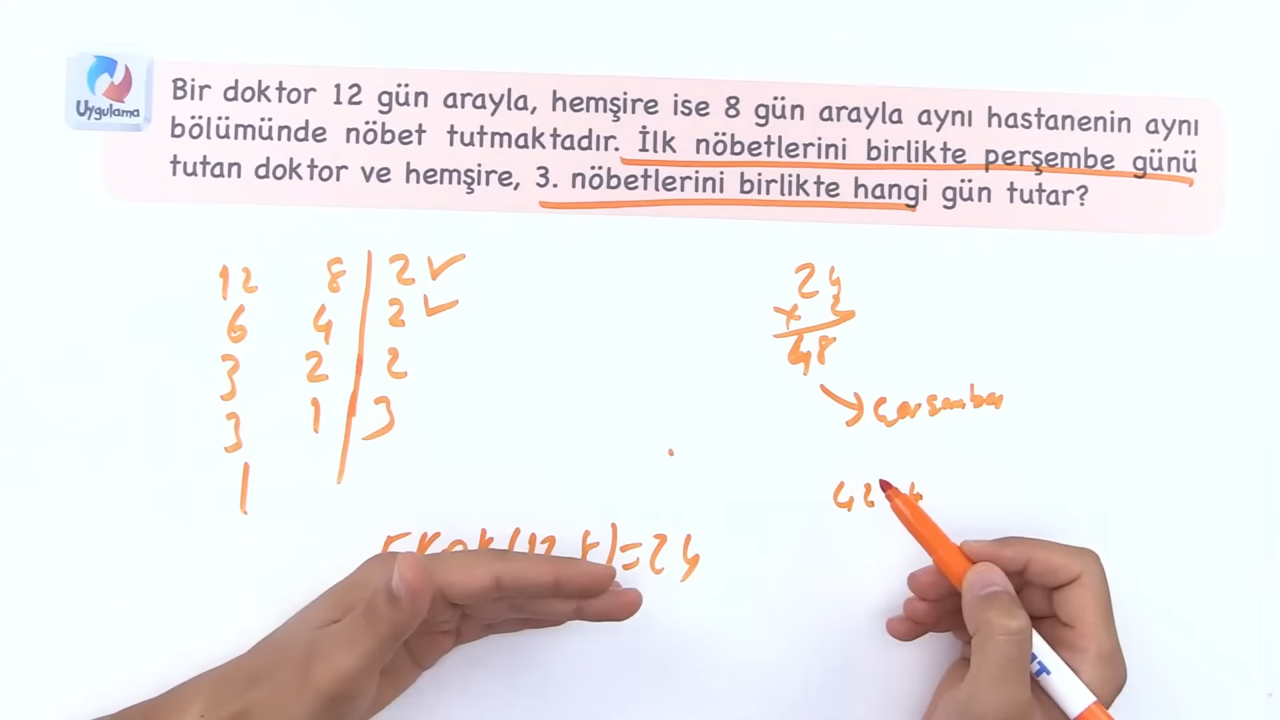 Uygulama
Bir doktor 12 gün arayla, hemşire ise 8 gün arayla aynı hastanenin aynı
bölümünde nöbet tutmaktadır. İlk nöbetlerini birlikte perşembe günü
tutan doktor ve hemşire, 3. nöbetlerini birlikte hangi gün tutar?
12 8 2
6 4 2
3 2 2
3 1 3
1
24
x 2
48
Çarşamba
)=24